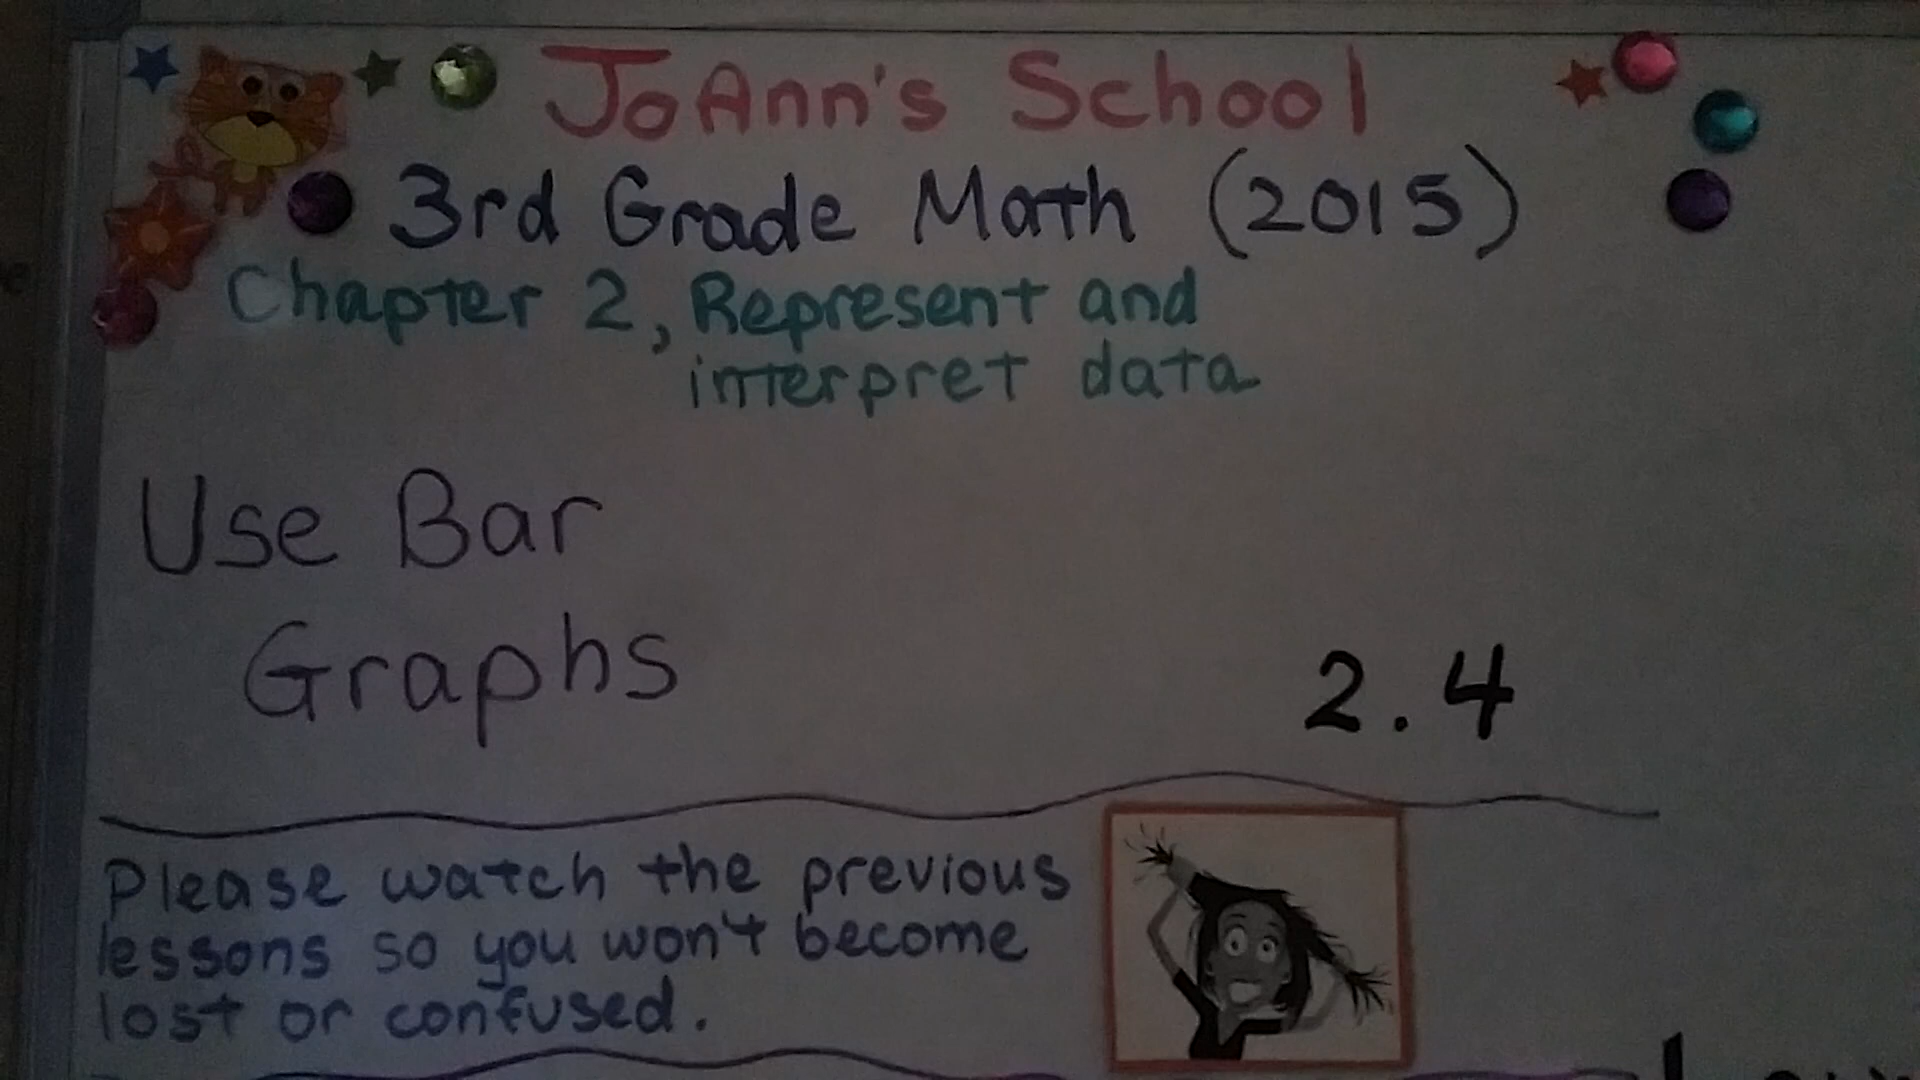 JoAnn's School
3rd Grade Math (2015)
Chapter 2, Represent and
interpret data
Use Bar
Graphs
2.4
Please watch the previous
lessons so you won't become
lost or confused.